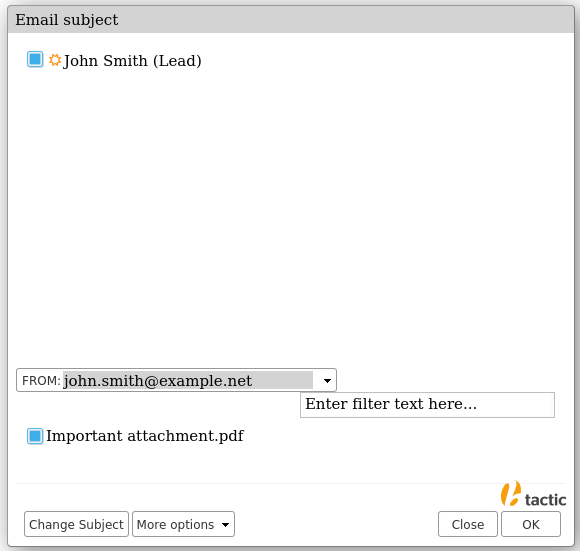 Email subject
John Smith (Lead)
FROM: john.smith@example.net
Enter filter text here...
Important attachment.pdf
tactic
Change Subject More options Close OK